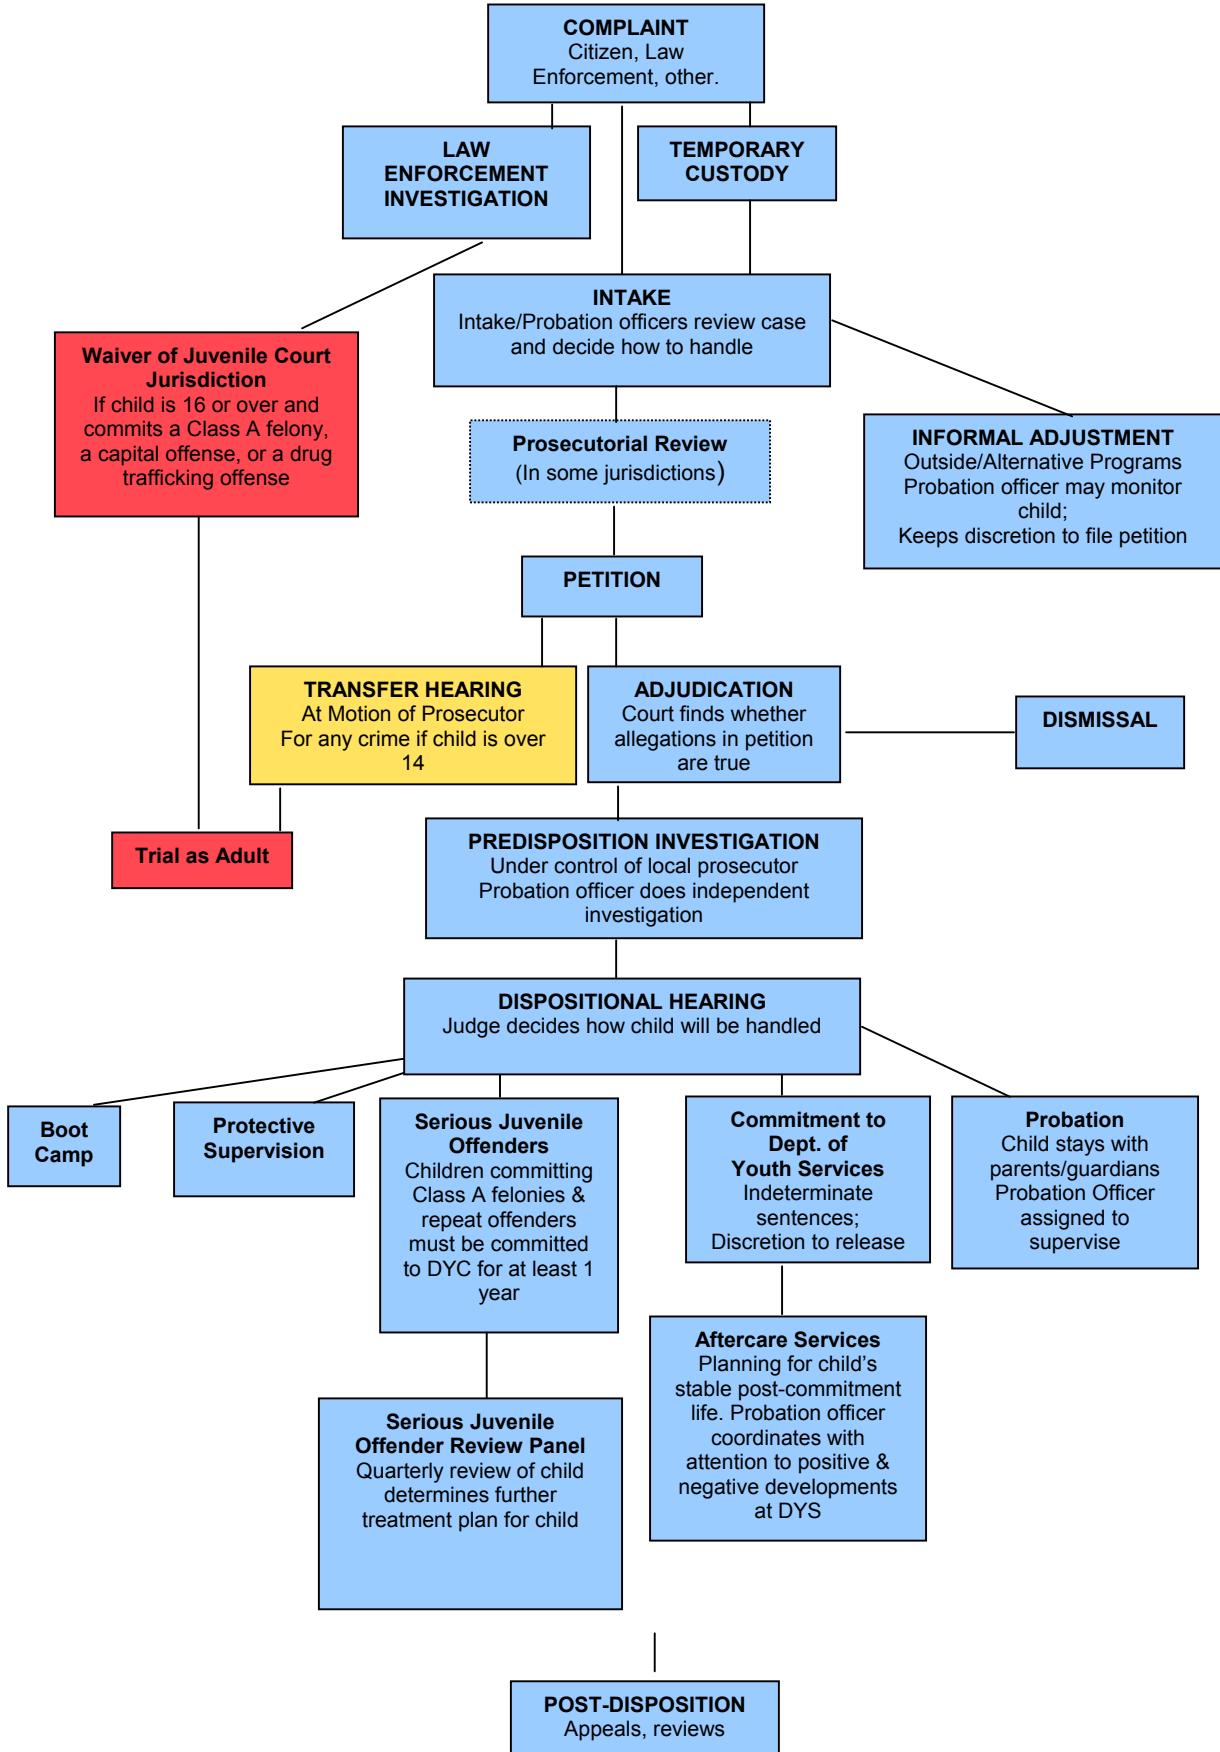 COMPLAINT
Citizen, Law
Enforcement, other.
LAW
ENFORCEMENT
INVESTIGATION
TEMPORARY
CUSTODY
INTAKE
Intake/Probation officers review case
and decide how to handle
Waiver of Juvenile Court
Jurisdiction
If child is 16 or over and
commits a Class A felony,
a capital offense, or a drug
trafficking offense
Prosecutorial Review
(In some jurisdictions)
INFORMAL ADJUSTMENT
Outside/Alternative Programs
Probation officer may monitor
child;
Keeps discretion to file petition
PETITION
TRANSFER HEARING
At Motion of Prosecutor
For any crime if child is over
14
ADJUDICATION
Court finds whether
allegations in petition
are true
DISMISSAL
Trial as Adult
PREDISPOSITION INVESTIGATION
Under control of local prosecutor
Probation officer does independent
investigation
DISPOSITIONAL HEARING
Judge decides how child will be handled
Boot
Camp
Protective
Supervision
Serious Juvenile
Offenders
Children committing
Class A felonies &
repeat offenders
must be committed
to DYC for at least 1
year
Commitment to
Dept. of
Youth Services
Indeterminate
sentences;
Discretion to release
Probation
Child stays with
parents/guardians
Probation Officer
assigned to
supervise
Serious Juvenile
Offender Review Panel
Quarterly review of child
determines further
treatment plan for child
Aftercare Services
Planning for child’s
stable post-commitment
life. Probation officer
coordinates with
attention to positive &
negative developments
at DYS
POST-DISPOSITION
Appeals, reviews